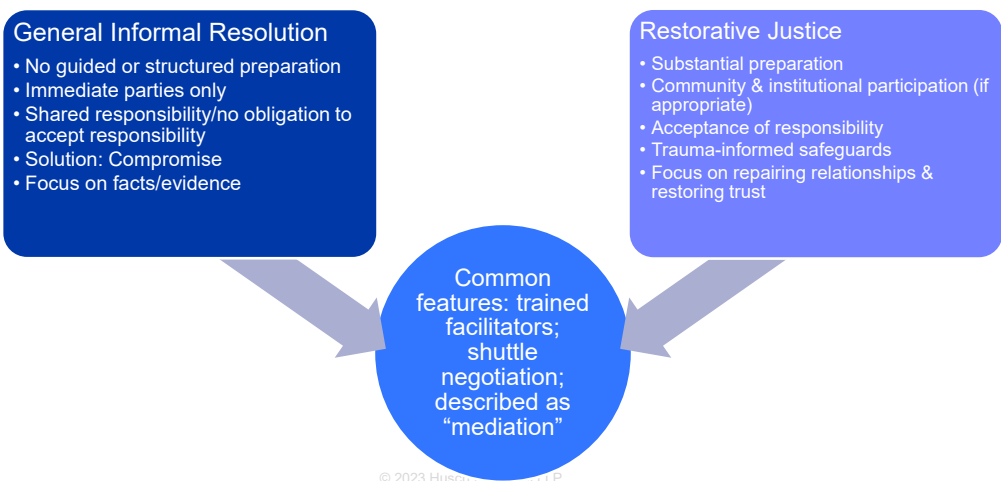 General Informal Resolution
• No guided or structured preparation
• Immediate parties only
• Shared responsibility/no obligation to
accept responsibility
• Solution: Compromise
• Focus on facts/evidence
Restorative Justice
• Substantial preparation
• Community & institutional participation (if
appropriate)
• Acceptance of responsibility
• Trauma-informed safeguards
• Focus on repairing relationships &
restoring trust
Common
features: trained
facilitators;
shuttle
negotiation;
described as
“mediation”
© 2023